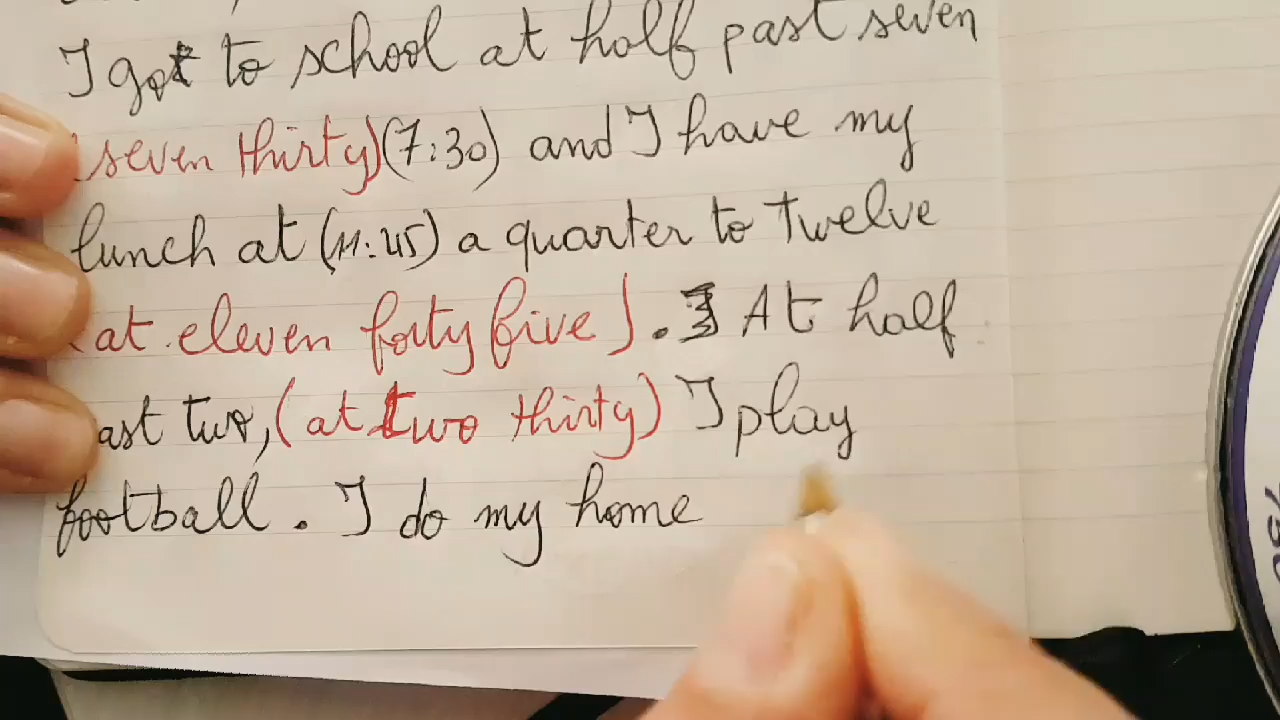 I got to school at half past seven
(seven thirty) (7:30) and I have my
lunch at (11:45) a quarter to twelve
(at eleven forty five). At half
ast two, (at two thirty) I play
football. I do my home